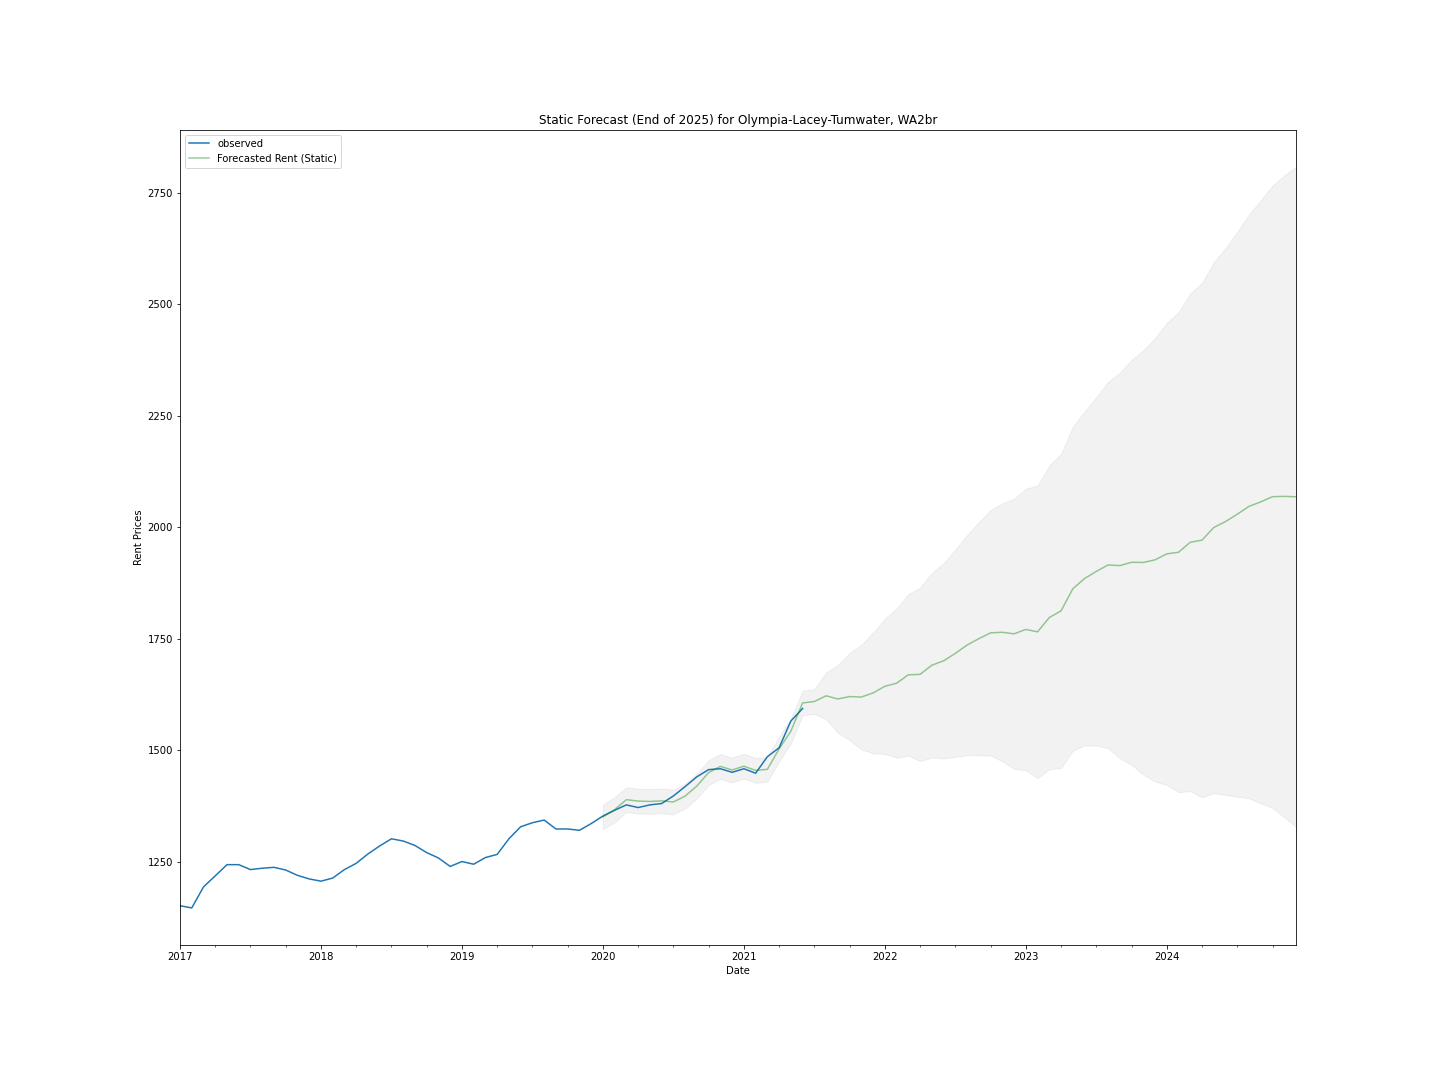 Static Forecast (End of 2025) for Olympia-Lacey-Tumwater, WA2br
observed
Forecasted Rent (Static)
2750
2500
2250
2000
1750
1500
1250
Rent Prices
2017 2018 2019 2020 2021 2022 2023 2024
Date